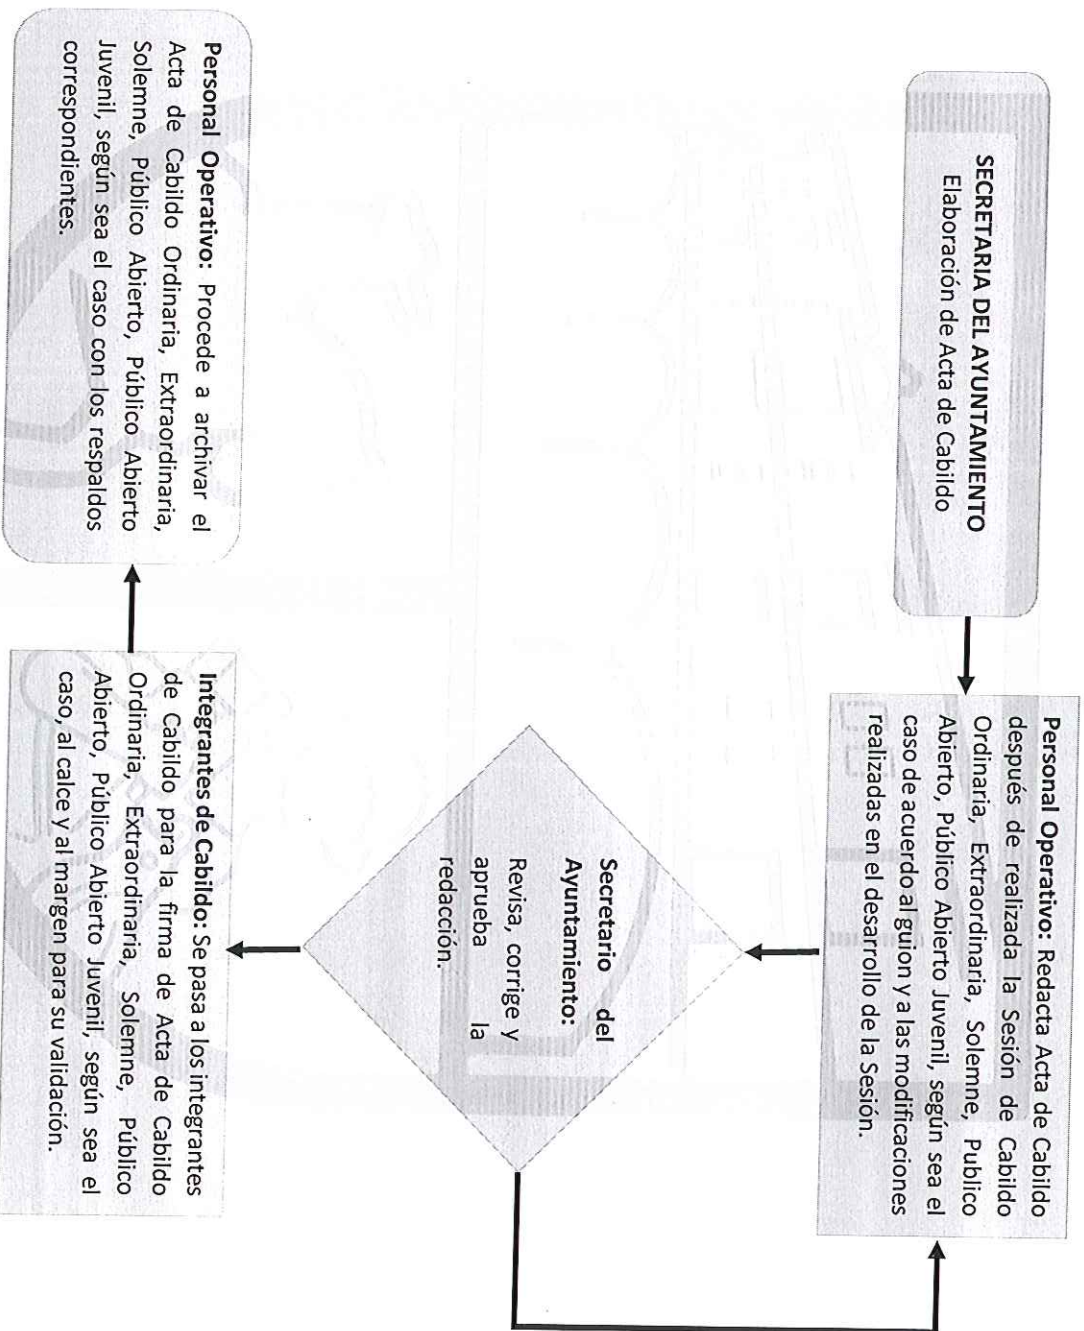 SECRETARIA DEL AYUNTAMIENTO
Elaboración de Acta de Cabildo
Personal Operativo: Redacta Acta de Cabildo
después de realizada la Sesión de Cabildo
Ordinaria, Extraordinaria, Solemne, Publico
Abierto, Público Abierto Juvenil, según sea el
caso de acuerdo al guion y a las modificaciones
realizadas en el desarrollo de la Sesión.
Secretario del
Ayuntamiento:
Revisa, corrige y
aprueba la
redacción.
Integrantes de Cabildo: Se pasa a los integrantes
de Cabildo para la firma de Acta de Cabildo
Ordinaria, Extraordinaria, Solemne, Público
Abierto, Público Abierto Juvenil, según sea el
caso, al calce y al margen para su validación.
Personal Operativo: Procede a archivar el
Acta de Cabildo Ordinaria, Extraordinaria,
Solemne, Público Abierto, Público Abierto
Juvenil, según sea el caso con los respaldos
correspondientes.